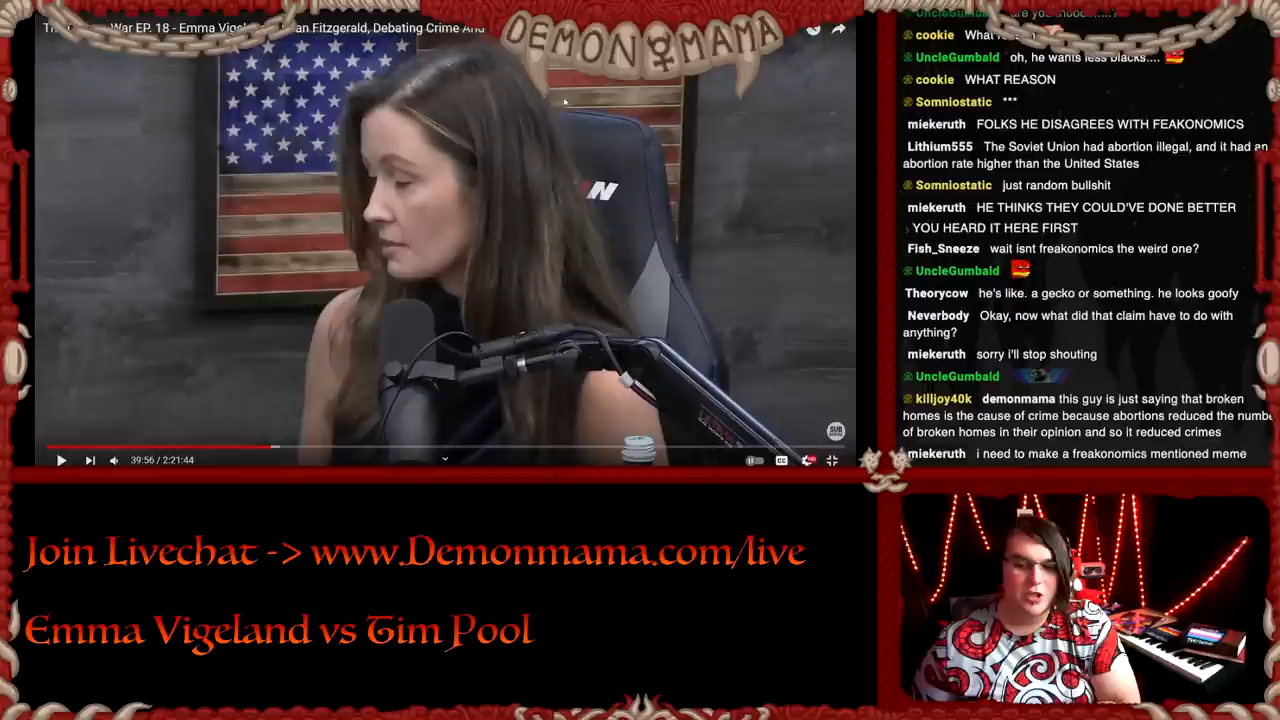 War EP. 18 - Emma Vigel
an Fitzgerald, Debating Crime And
DEMON MAMA
UncleGumbald are you
cookie What
UncleGumbald oh, he wants less blacks....
cookie WHAT REASON
Somniostatic ***
miekeruth FOLKS HE DISAGREES WITH FEAKONOMICS
Lithium555 The Soviet Union had abortion illegal, and it had an
abortion rate higher than the United States
Somniostatic just random bullshit
miekeruth HE THINKS THEY COULD'VE DONE BETTER
YOU HEARD IT HERE FIRST
Fish_Sneeze wait isnt freakonomics the weird one?
UncleGumbald
Theorycow he's like. a gecko or something. he looks goofy
Neverbody Okay, now what did that claim have to do with
anything?
miekeruth sorry i'll stop shouting
UncleGumbald
killjoy40k demonmama this guy is just saying that broken
homes is the cause of crime because abortions reduced the numbe
of broken homes in their opinion and so it reduced crimes
miekeruth i need to make a freakonomics mentioned meme
SUB
39:56 / 2:21:44
CC
HD
Join Livechat -> www.Demonmama.com/live
Emma Vigeland vs Tim Pool